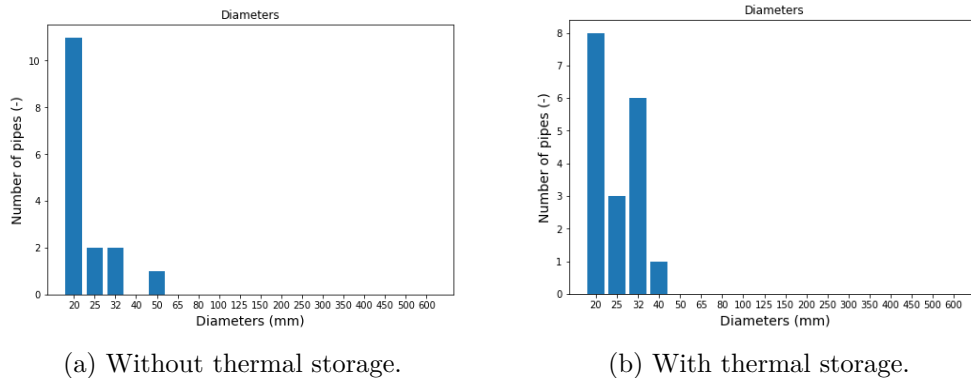 Diameters
Number of pipes (-)
10
8
6
4
2
0
20 25 32 40 50 65 80 100 125 150 200 250 300 350 400 450 500 600
Diameters (mm)
(a) Without thermal storage.
Diameters
Number of pipes (-)
8
7
6
5
4
3
2
1
0
20 25 32 40 50 65 80 100 125 150 200 250 300 350 400 450 500 600
Diameters (mm)
(b) With thermal storage.